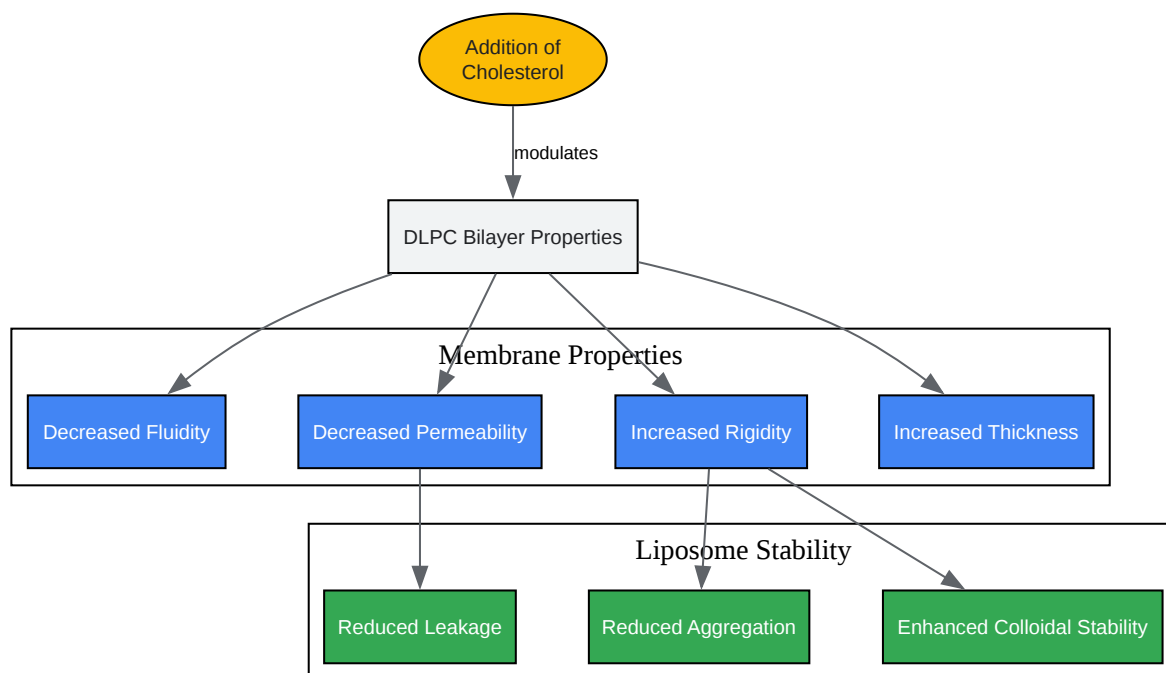 Addition of
Cholesterol
modulates
DLPC Bilayer Properties
Membrane Properties
Decreased Fluidity
Decreased Permeability
Increased Rigidity
Increased Thickness
Liposome Stability
Reduced Leakage
Reduced Aggregation
Enhanced Colloidal Stability